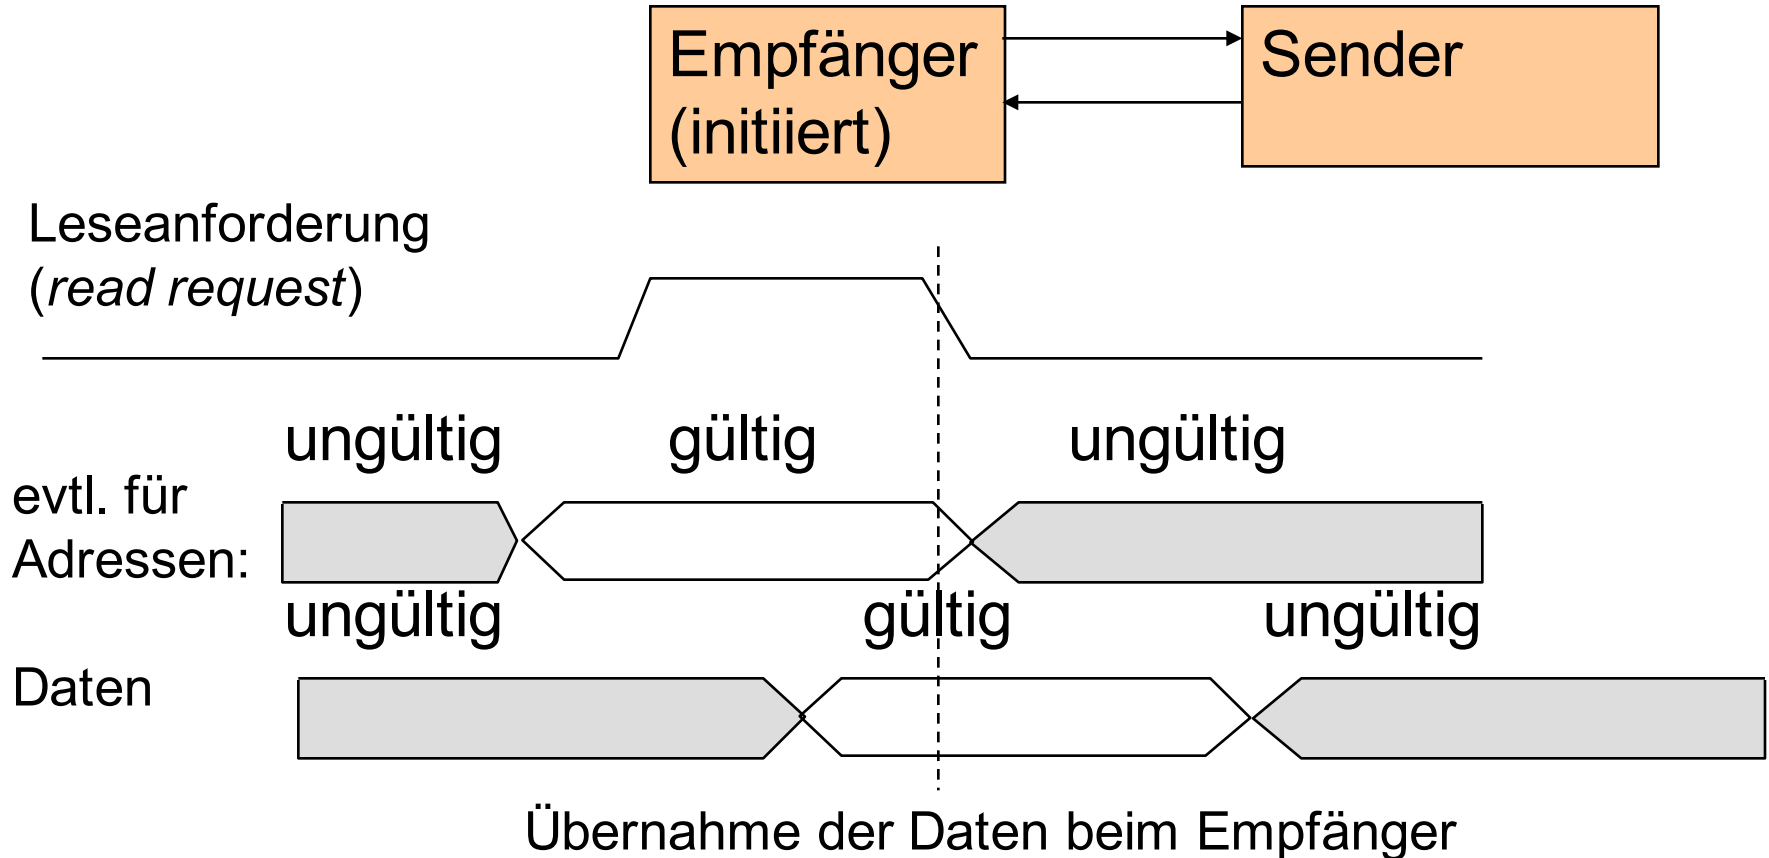 Empfänger
(initiiert)
Sender
Leseanforderung
(read request)
ungültig gültig ungültig
evtl. für
Adressen:
ungültig gültig ungültig
Daten
Übernahme der Daten beim Empfänger